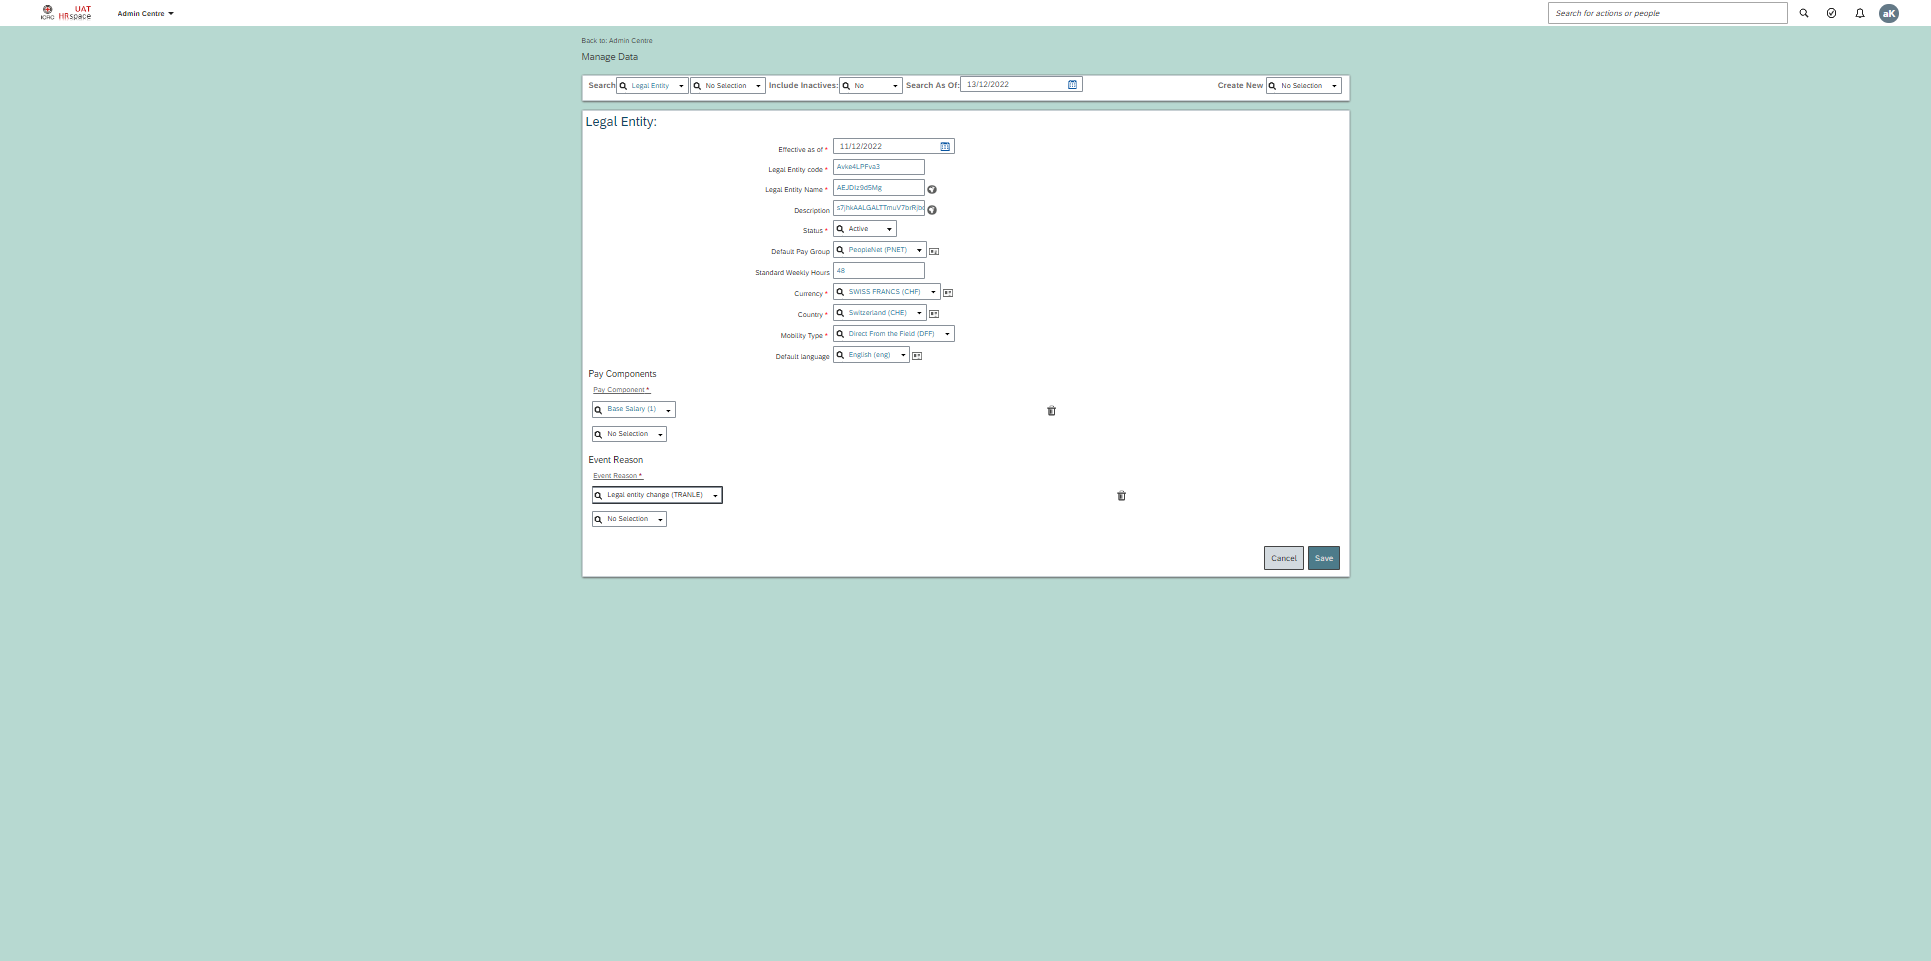 ICRC UAT HRspace Admin Centre Search for actions or people aK
Back to: Admin Centre
Manage Data
Search Legal Entity No Selection Include Inactives: No Search As Of: 13/12/2022 Create New No Selection
Legal Entity:
Effective as of * 11/12/2022
Legal Entity code * Avke4LPFva3
Legal Entity Name * AEJDlz9d5Mg
Description
Status * Active
Default Pay Group PeopleNet (PNET)
Standard Weekly Hours 48
Currency * SWISS FRANCS (CHF)
Country * Switzerland (CHE)
Mobility Type * Direct From the Field (DFF)
Default language English (eng)
Pay Components
Pay Component *
Base Salary (1)
No Selection
Event Reason
Event Reason *
Legal entity change (TRANLE)
No Selection
Cancel Save